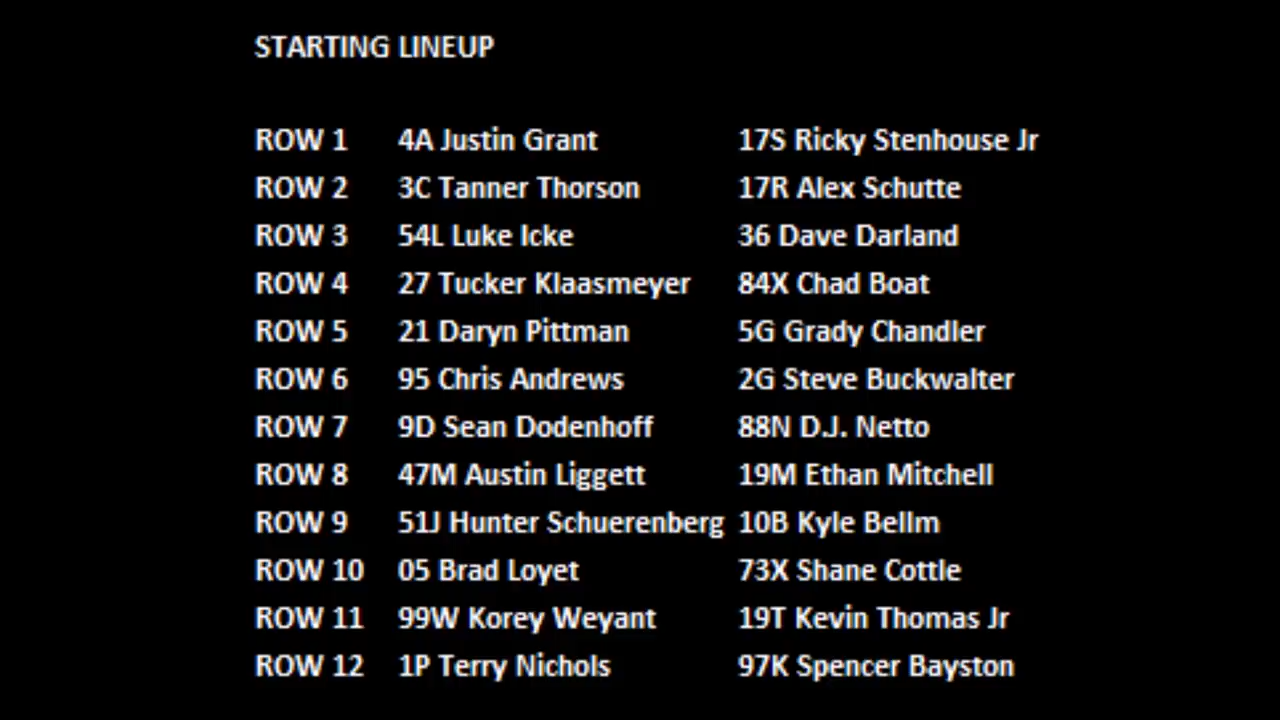 STARTING LINEUP
ROW 1 4A Justin Grant 17S Ricky Stenhouse Jr
ROW 2 3C Tanner Thorson 17R Alex Schutte
ROW 3 54L Luke Icke 36 Dave Darland
ROW 4 27 Tucker Klaasmeyer 84X Chad Boat
ROW 5 21 Daryn Pittman 5G Grady Chandler
ROW 6 95 Chris Andrews 2G Steve Buckwalter
ROW 7 9D Sean Dodenhoff 88N D.J. Netto
ROW 8 47M Austin Liggett 19M Ethan Mitchell
ROW 9 51J Hunter Schuerenberg 10B Kyle Bellm
ROW 10 05 Brad Loyet 73X Shane Cottle
ROW 11 99W Korey Weyant 19T Kevin Thomas Jr
ROW 12 1P Terry Nichols 97K Spencer Bayston